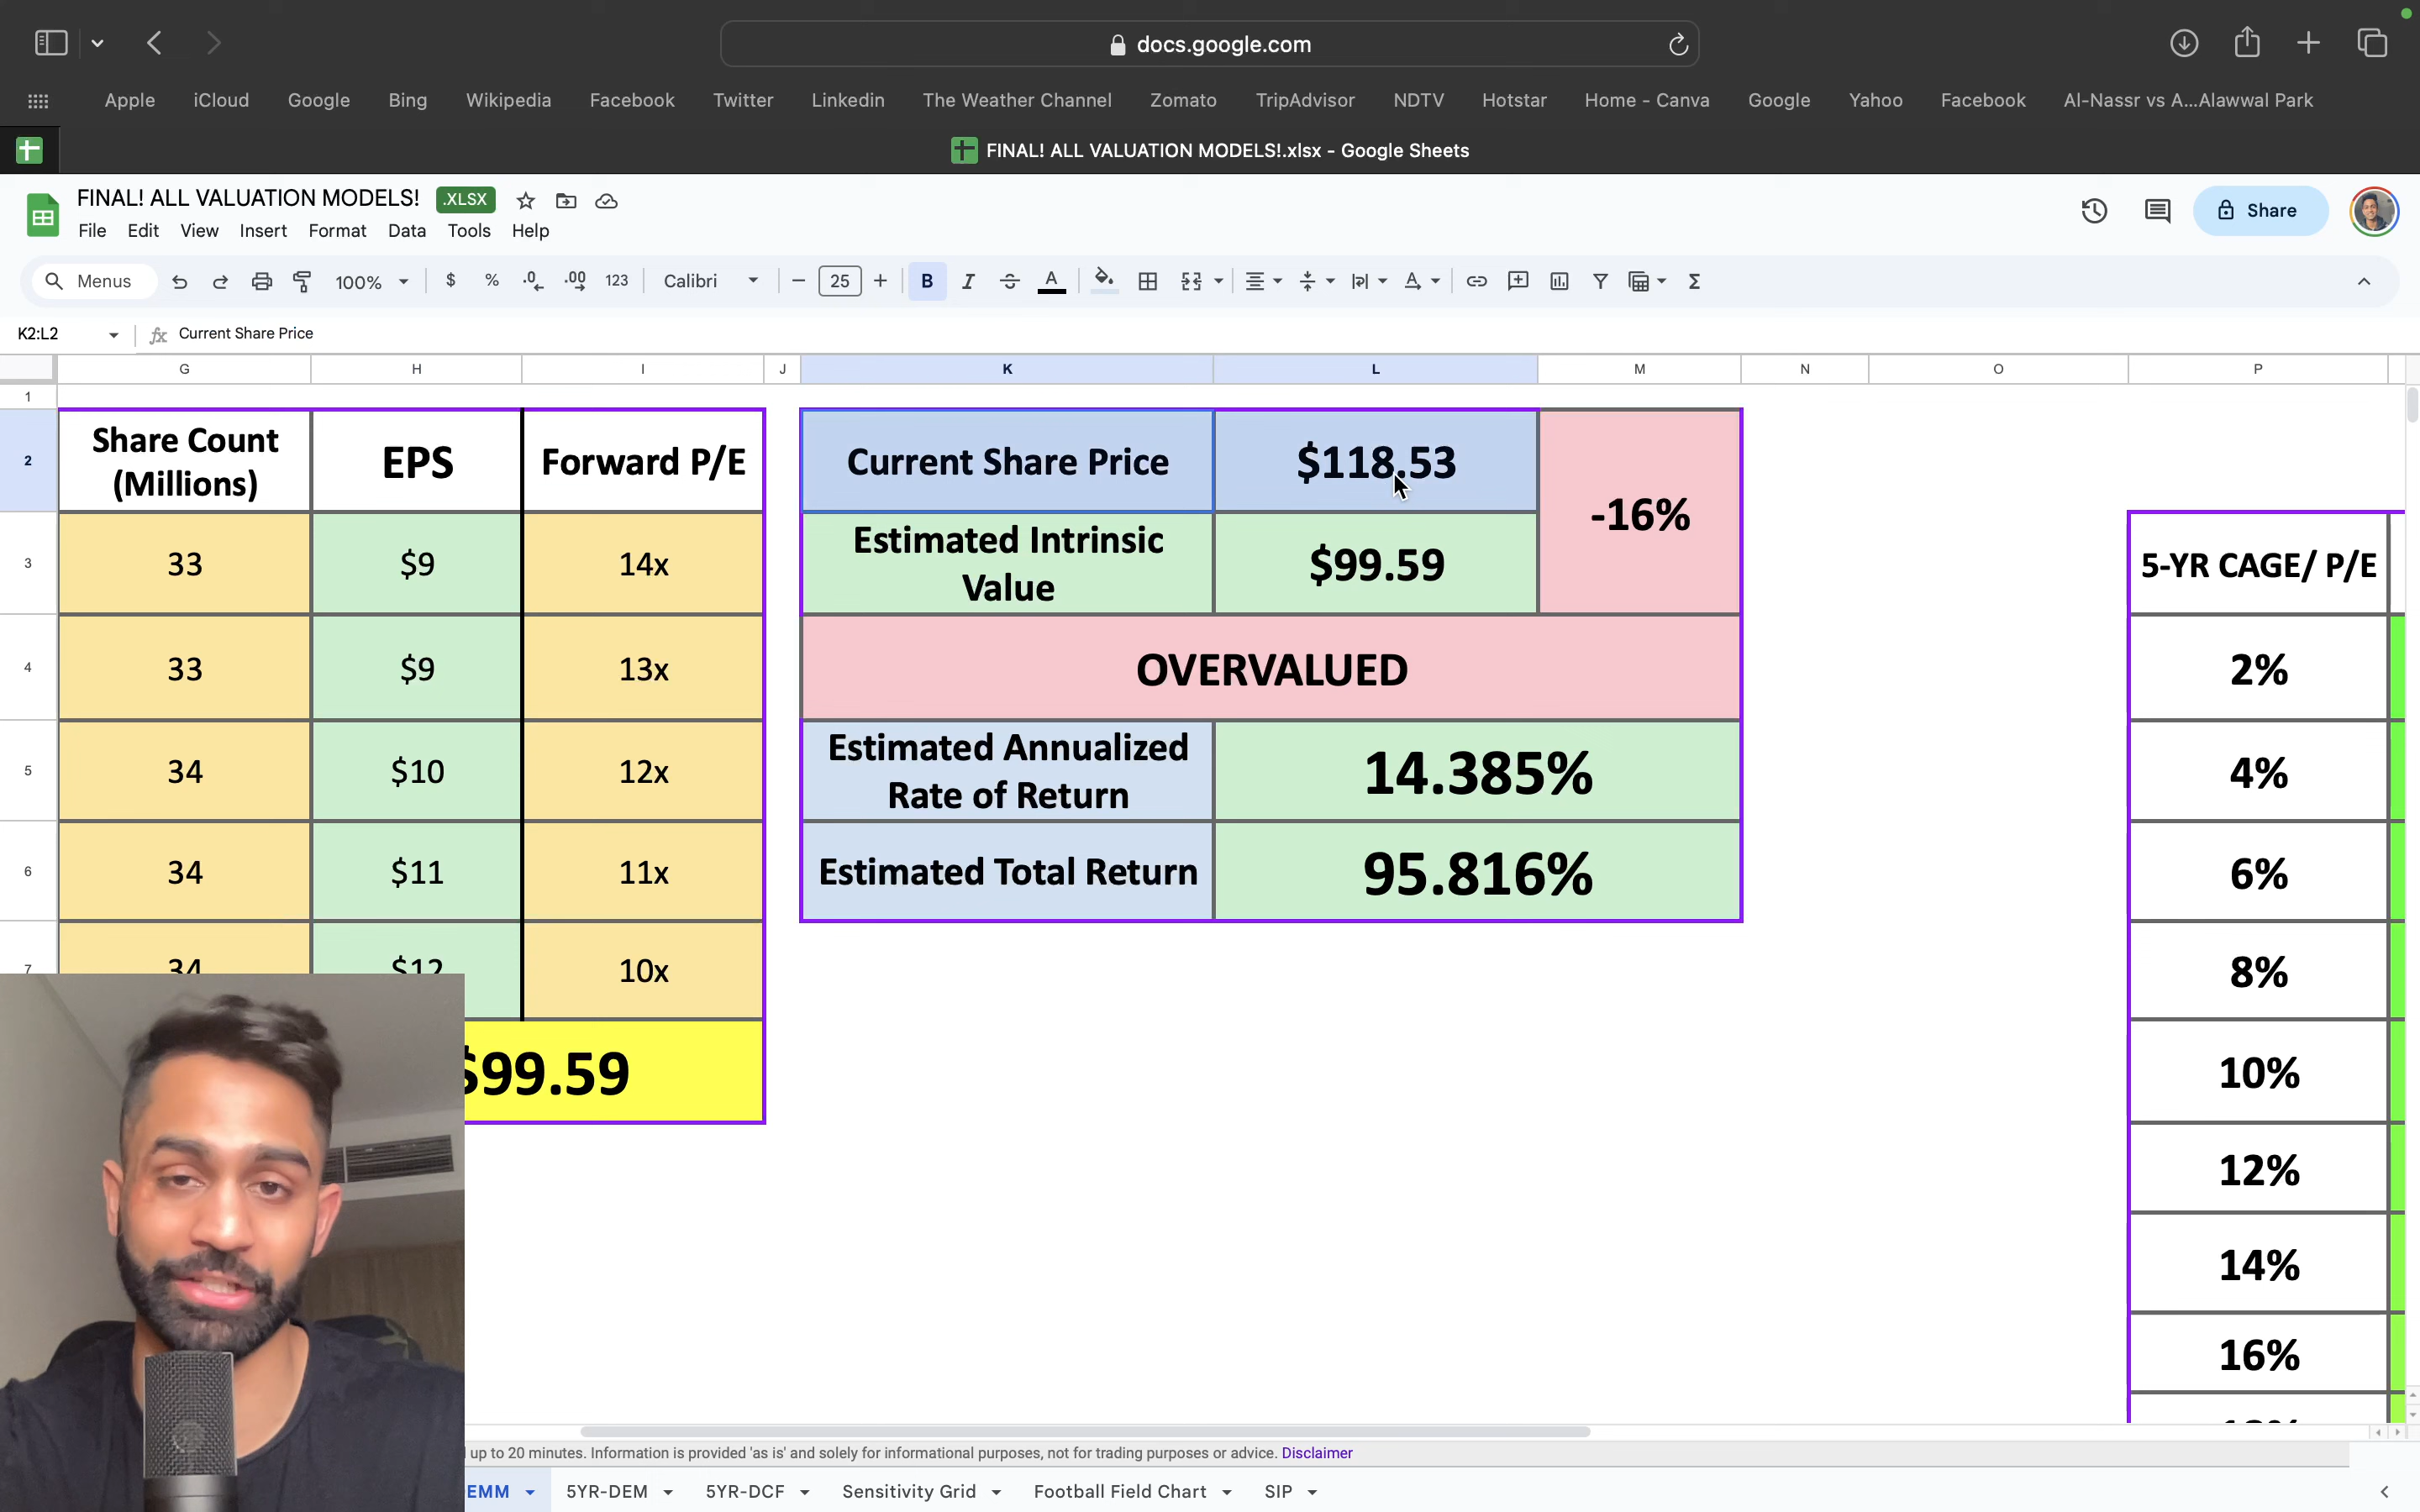 docs.google.com
Apple iCloud Google Bing Wikipedia Facebook Twitter Linkedin The Weather Channel Zomato TripAdvisor NDTV Hotstar Home - Canva Google Yahoo Facebook Al-Nassr vs A...Alawwal Park
FINAL! ALL VALUATION MODELS!.xlsx - Google Sheets
FINAL! ALL VALUATION MODELS! .XLSX
Share
File Edit View Insert Format Data Tools Help
Menus 100% $ % .0 .00 123 Calibri 25 B I A A Σ
K2:L2 fx Current Share Price
G H I J K L M N O P
1
2 Share Count (Millions) EPS Forward P/E Current Share Price $118.53 -16%
3 33 $9 14x Estimated Intrinsic Value $99.59 5-YR CAGE/ P/E
4 33 $9 13x OVERVALUED 2%
5 34 $10 12x Estimated Annualized Rate of Return 14.385% 4%
6 34 $11 11x Estimated Total Return 95.816% 6%
7 34 $12 10x 8%
$99.59 10%
12%
14%
16%
up to 20 minutes. Information is provided 'as is' and solely for informational purposes, not for trading purposes or advice. Disclaimer
EMM 5YR-DEM 5YR-DCF Sensitivity Grid Football Field Chart SIP